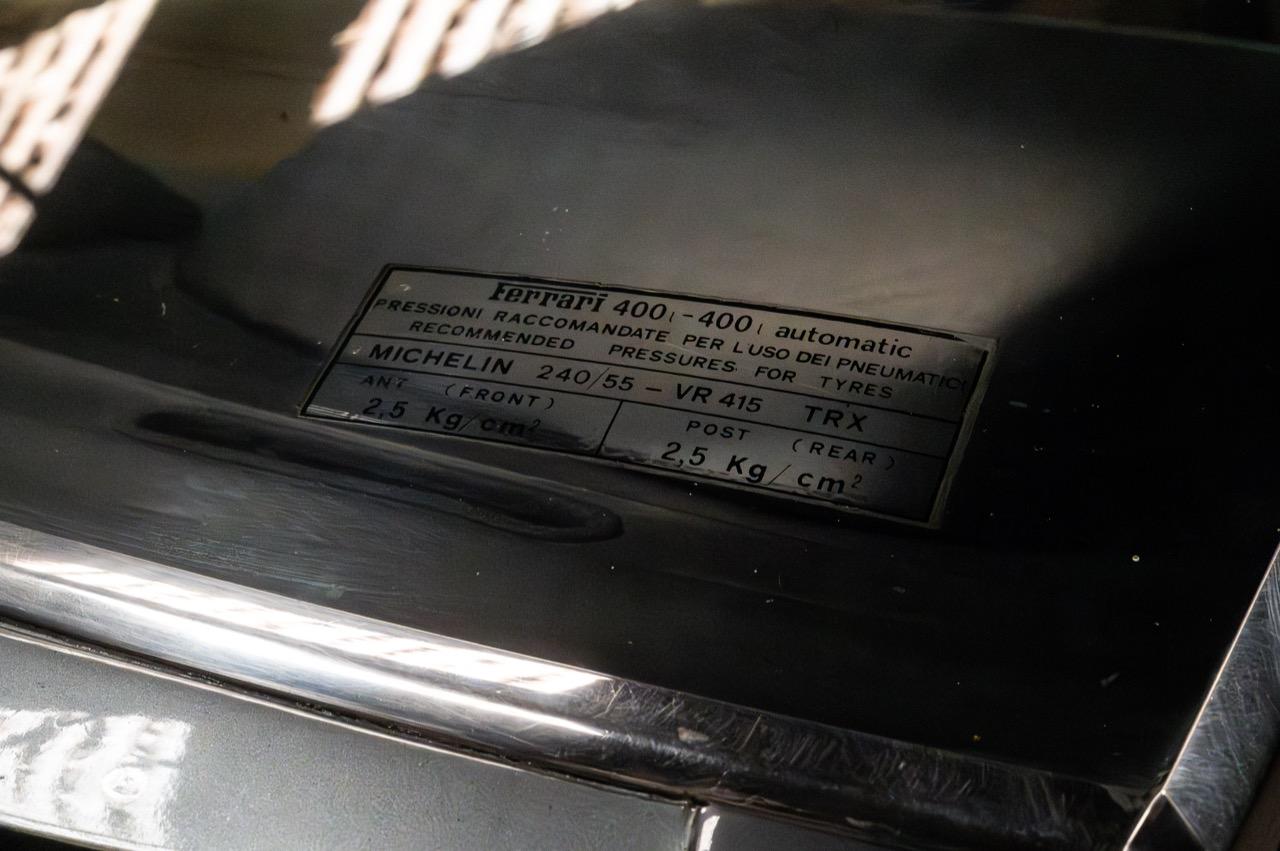 Ferrari 400i - 400i automatic
PRESSIONI RACCOMANDATE PER L'USO DEI PNEUMATICI
RECOMMENDED PRESSURES FOR TYRES
MICHELIN 240/55 - VR 415 TRX
ANT (FRONT)
2,5 Kg/cm²
POST (REAR)
2,5 Kg/cm²